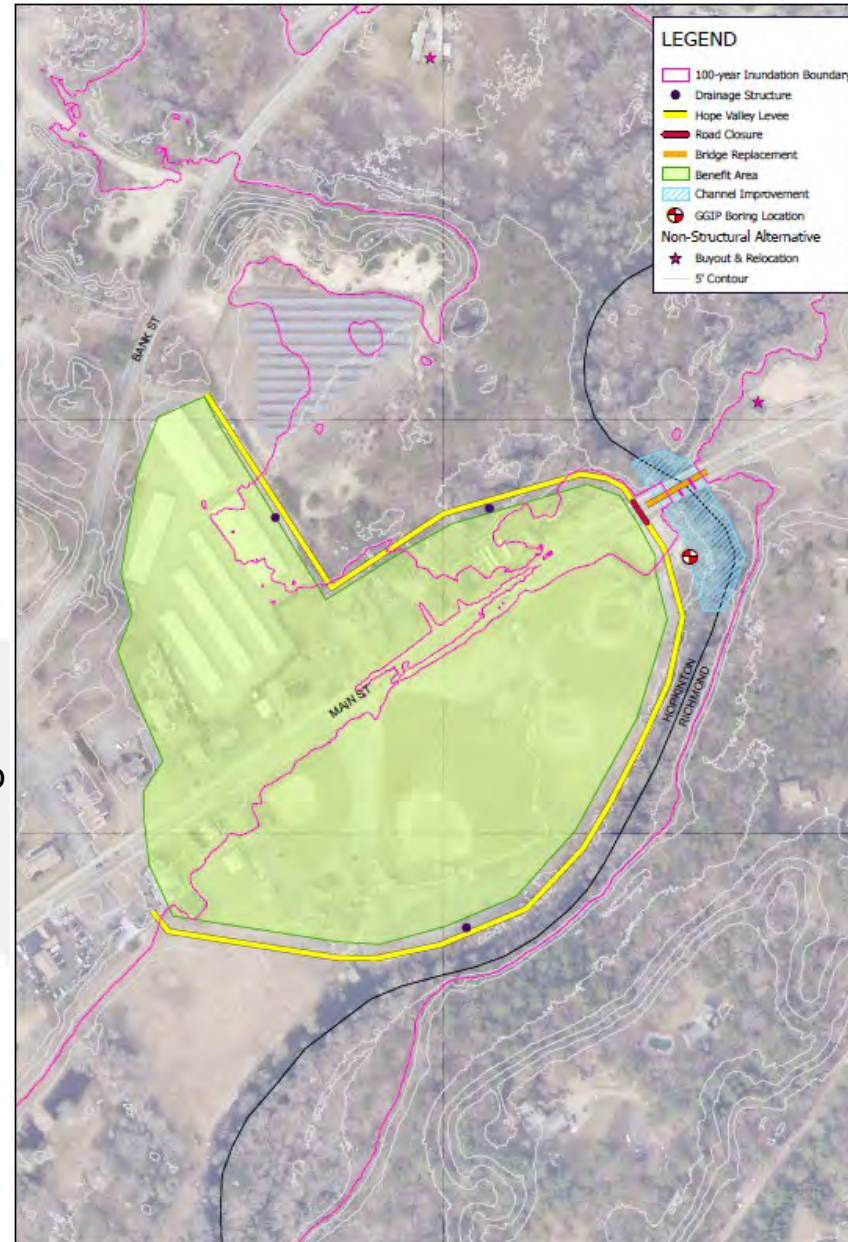 LEGEND
100-year Inundation Boundary
Drainage Structure
Hope Valley Levee
Road Closure
Bridge Replacement
Benefit Area
Channel Improvement
GGIP Boring Location
Non-Structural Alternative
Buyout & Relocation
5' Contour
BANK ST
MAIN ST
HOPKINTON
RICHMOND